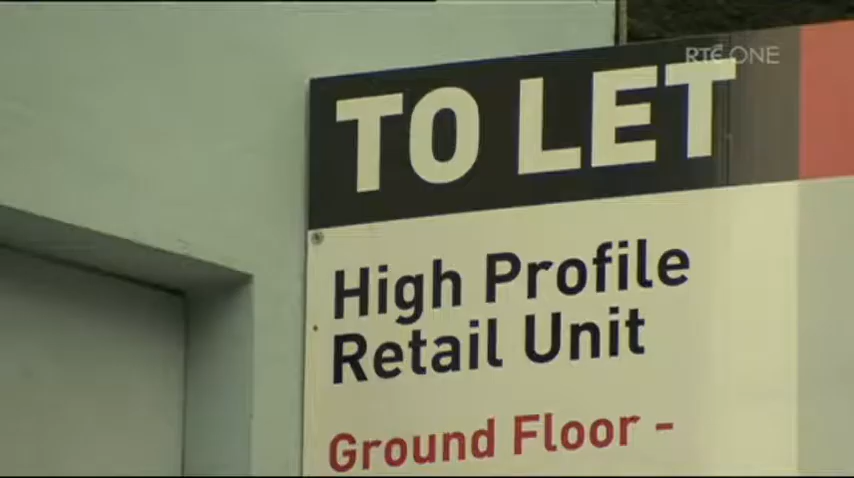 RTÉ ONE
TO LET
High Profile
Retail Unit
Ground Floor -